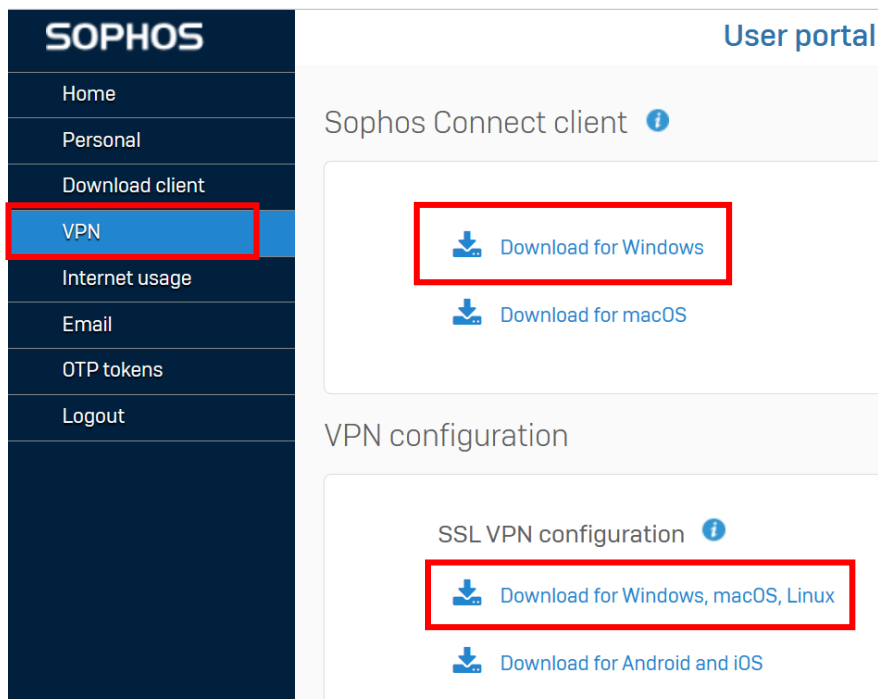 SOPHOS
User portal
Home
Personal
Download client
VPN
Internet usage
Email
OTP tokens
Logout
Sophos Connect client
Download for Windows
Download for macOS
VPN configuration
SSL VPN configuration
Download for Windows, macOS, Linux
Download for Android and iOS